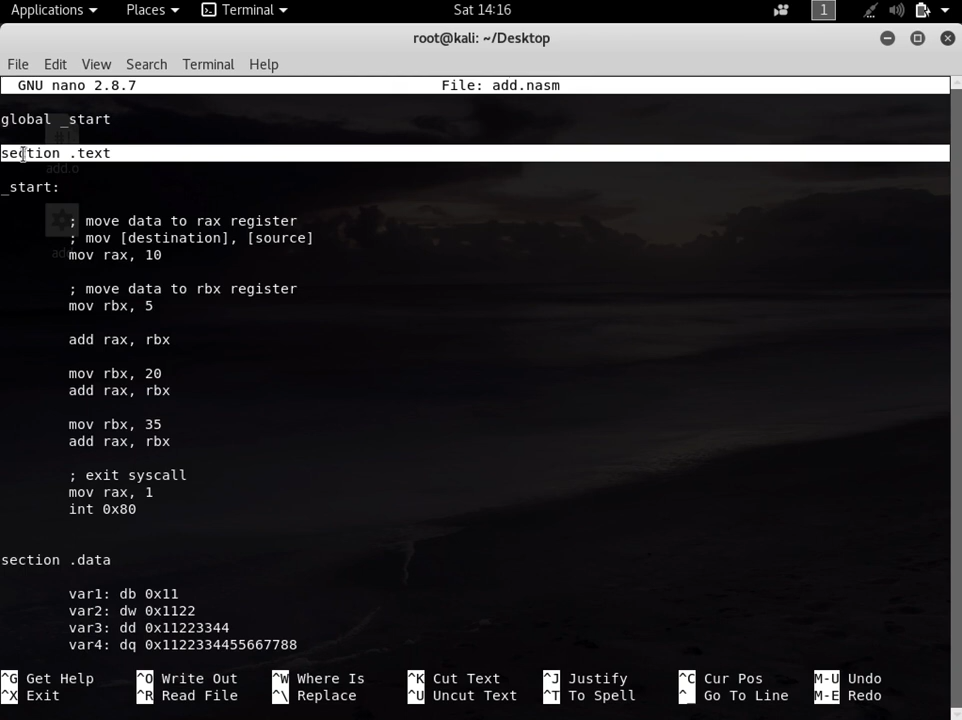 Applications Places Terminal Sat 14:16 1
root@kali: ~/Desktop
File Edit View Search Terminal Help
GNU nano 2.8.7 File: add.nasm
global _start
section .text
add.o
_start:
; move data to rax register
; mov [destination], [source]
mov rax, 10
; move data to rbx register
mov rbx, 5
add rax, rbx
mov rbx, 20
add rax, rbx
mov rbx, 35
add rax, rbx
; exit syscall
mov rax, 1
int 0x80
section .data
var1: db 0x11
var2: dw 0x1122
var3: dd 0x11223344
var4: dq 0x1122334455667788
^G Get Help ^O Write Out ^W Where Is ^K Cut Text ^J Justify ^C Cur Pos M-U Undo
^X Exit ^R Read File ^\ Replace ^U Uncut Text ^T To Spell ^_ Go To Line M-E Redo